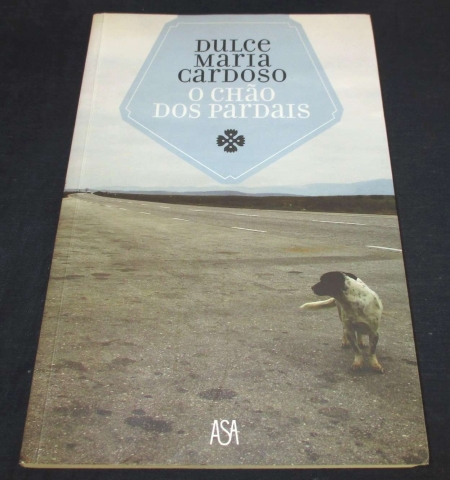 DULCE
MARIA
CARDOSO
O CHÃO
DOS PARDAIS
ASA